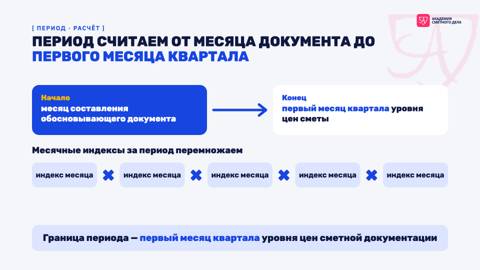 [ ПЕРИОД · РАСЧЁТ ]
АКАДЕМИЯ
СМЕТНОГО ДЕЛА
ПЕРИОД СЧИТАЕМ ОТ МЕСЯЦА ДОКУМЕНТА ДО
ПЕРВОГО МЕСЯЦА КВАРТАЛА
Начало
месяц составления
обосновывающего документа
Конец
первый месяц квартала уровня
цен сметы
Месячные индексы за период перемножаем
индекс месяца ✖ индекс месяца ✖ индекс месяца ✖ индекс месяца ✖ индекс месяца
Граница периода — первый месяц квартала уровня цен сметной документации